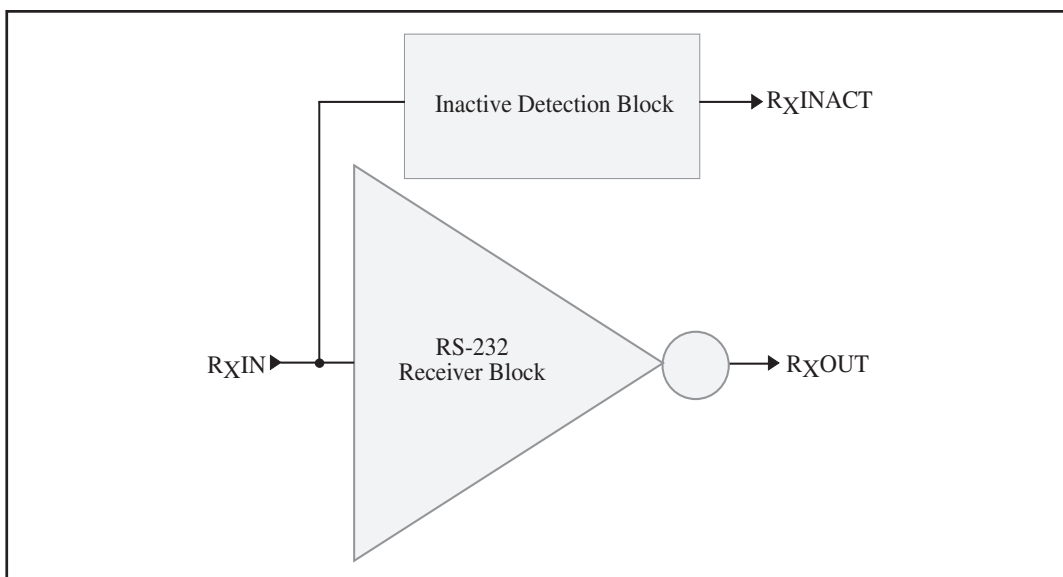 Inactive Detection Block
RXINACT
RS-232
Receiver Block
RXIN
RXOUT